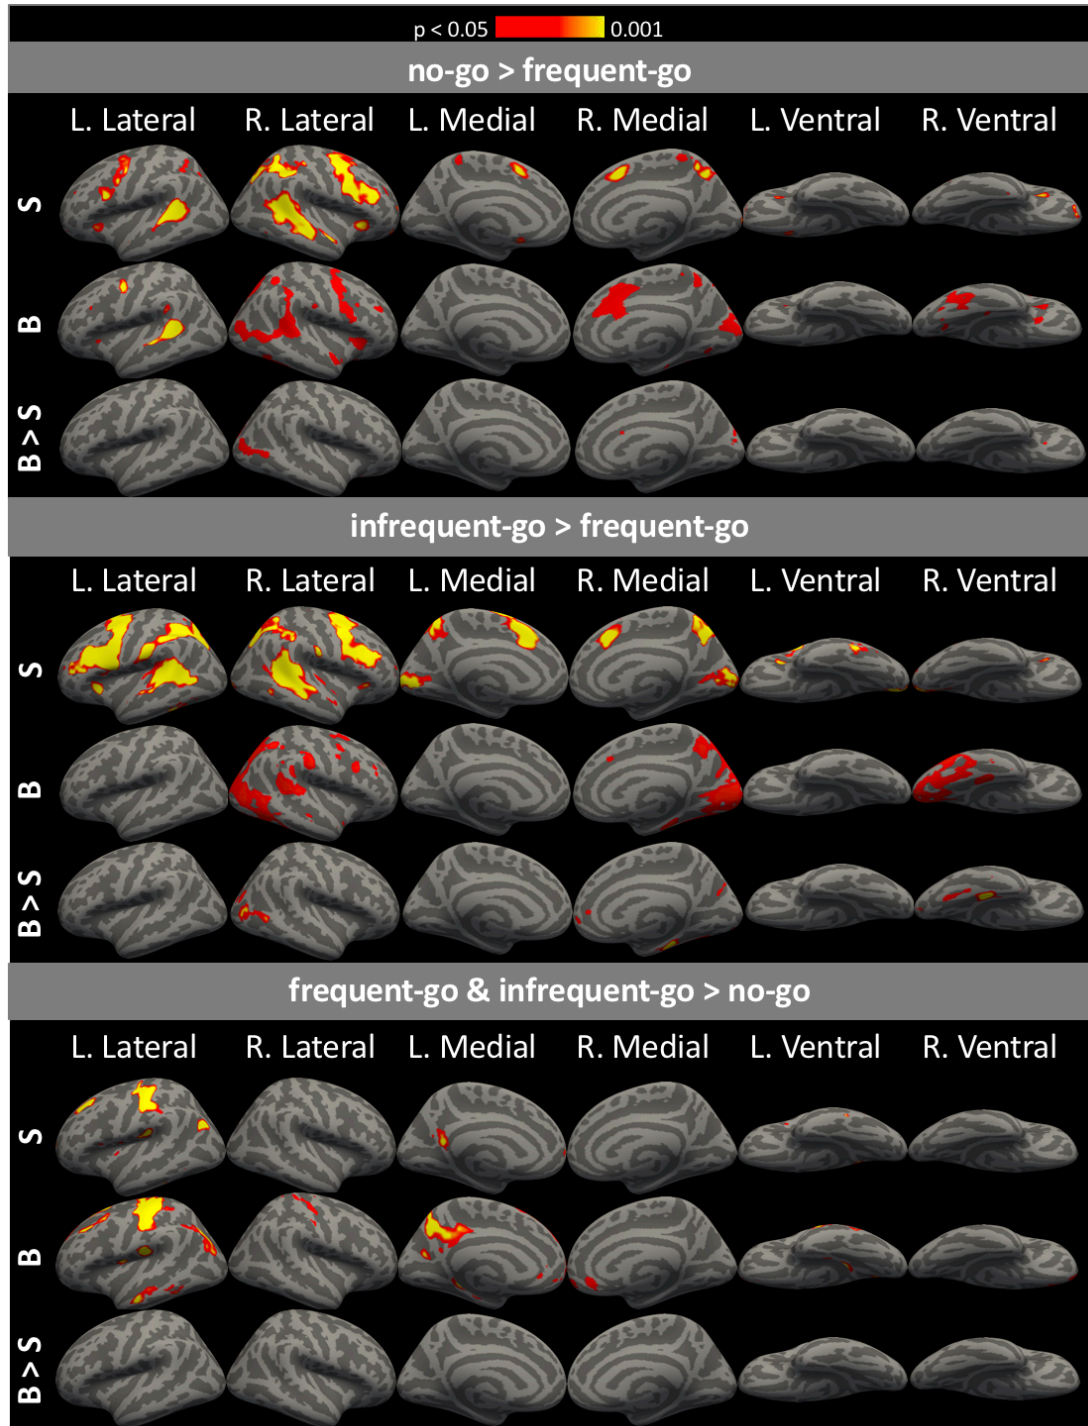 p < 0.05 0.001
no-go > frequent-go
L. Lateral R. Lateral L. Medial R. Medial L. Ventral R. Ventral
S
B
B > S
infrequent-go > frequent-go
L. Lateral R. Lateral L. Medial R. Medial L. Ventral R. Ventral
S
B
B > S
frequent-go & infrequent-go > no-go
L. Lateral R. Lateral L. Medial R. Medial L. Ventral R. Ventral
S
B
B > S